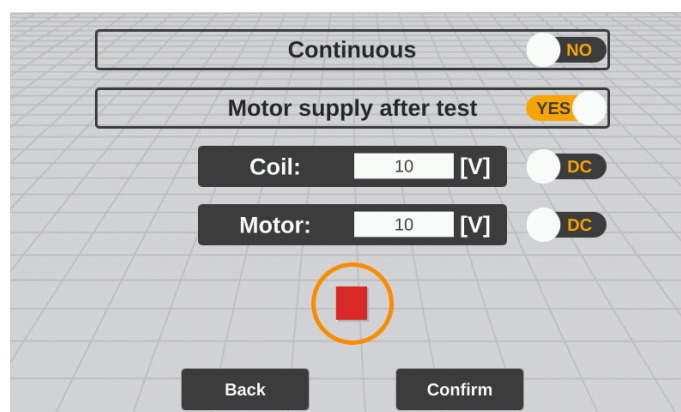 Continuous NO
Motor supply after test YES
Coil: 10 [V] DC
Motor: 10 [V] DC
Back Confirm